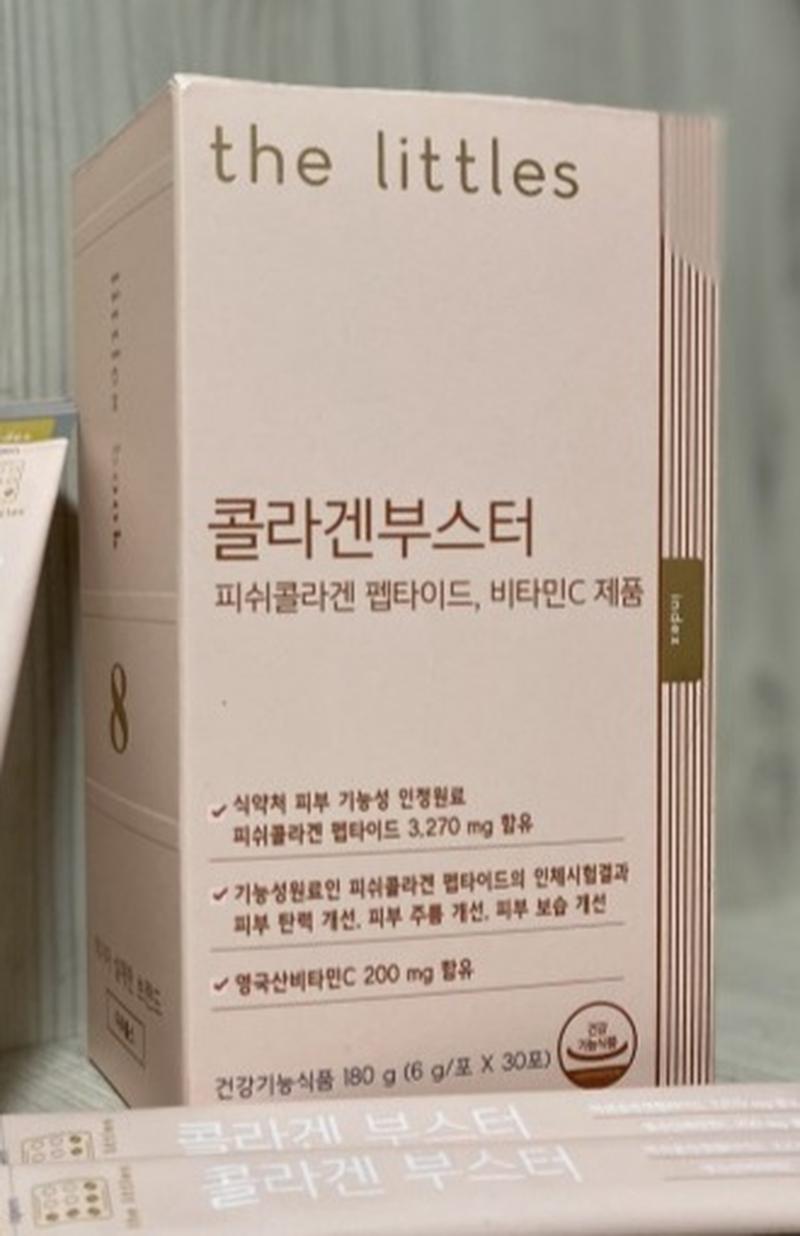 the littles
콜라겐부스터
피쉬콜라겐 펩타이드, 비타민C 제품
index
8
식약처 피부 기능성 인정원료
피쉬콜라겐 펩타이드 3,270 mg 함유
기능성원료인 피쉬콜라겐 펩타이드의 인체시험결과
피부 탄력 개선, 피부 주름 개선, 피부 보습 개선
영국산비타민C 200 mg 함유
건강
기능식품
건강기능식품 180 g (6 g/포 X 30포)
콜라겐 부스터
콜라겐 부스터